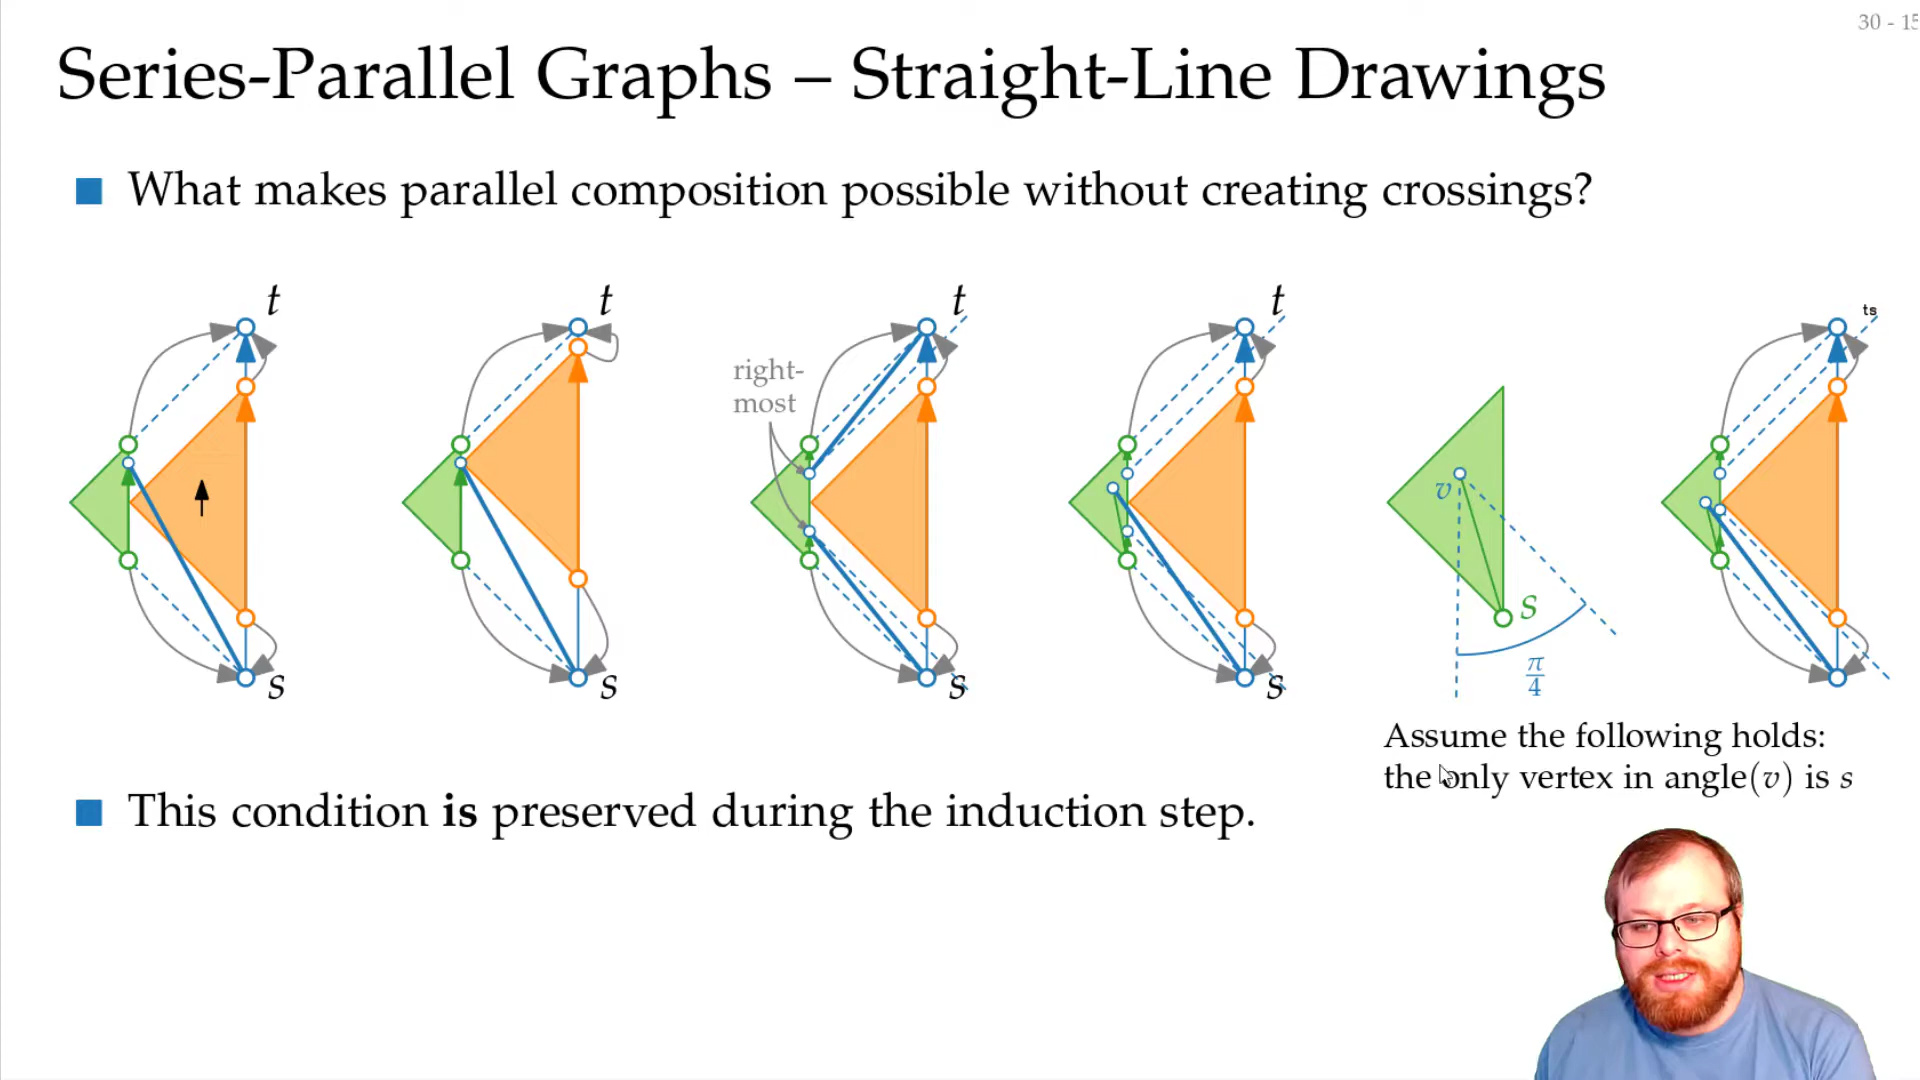 30 - 15
Series-Parallel Graphs – Straight-Line Drawings
What makes parallel composition possible without creating crossings?
t
t
t
t
ts
right-
most
v
s
π
4
s
s
s
s
Assume the following holds:
the only vertex in angle(v) is s
This condition is preserved during the induction step.